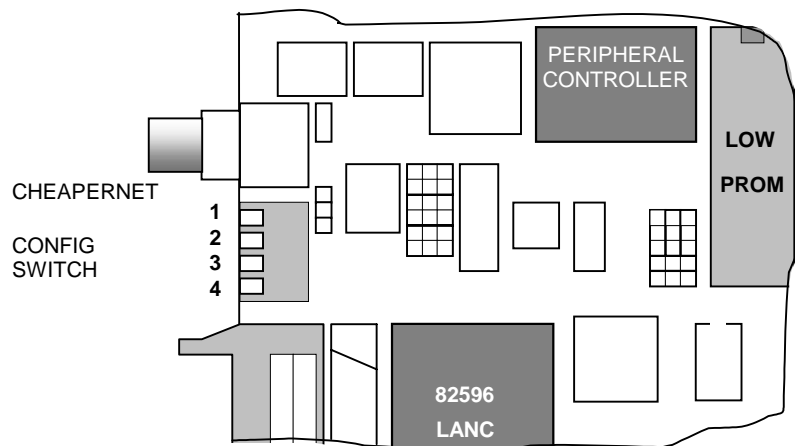 PERIPHERAL
CONTROLLER
LOW
PROM
CHEAPERNET
1
2
3
4
CONFIG
SWITCH
82596
LANC